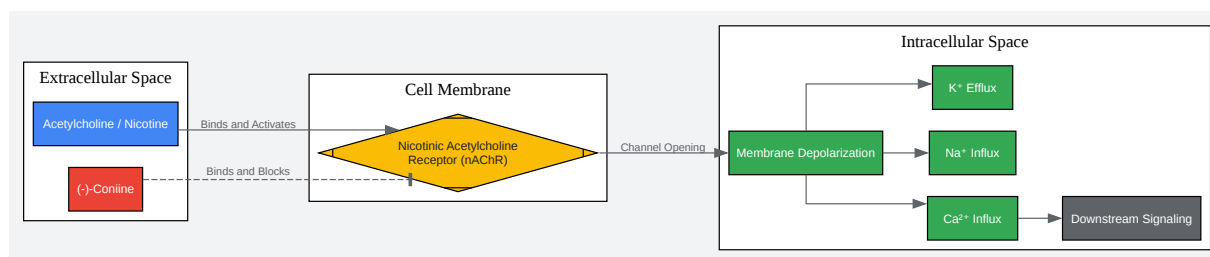 Extracellular Space
Acetylcholine / Nicotine
(-)-Coniine
Binds and Activates
Binds and Blocks
Cell Membrane
Nicotinic Acetylcholine
Receptor (nAChR)
Channel Opening
Intracellular Space
Membrane Depolarization
K⁺ Efflux
Na⁺ Influx
Ca²⁺ Influx
Downstream Signaling